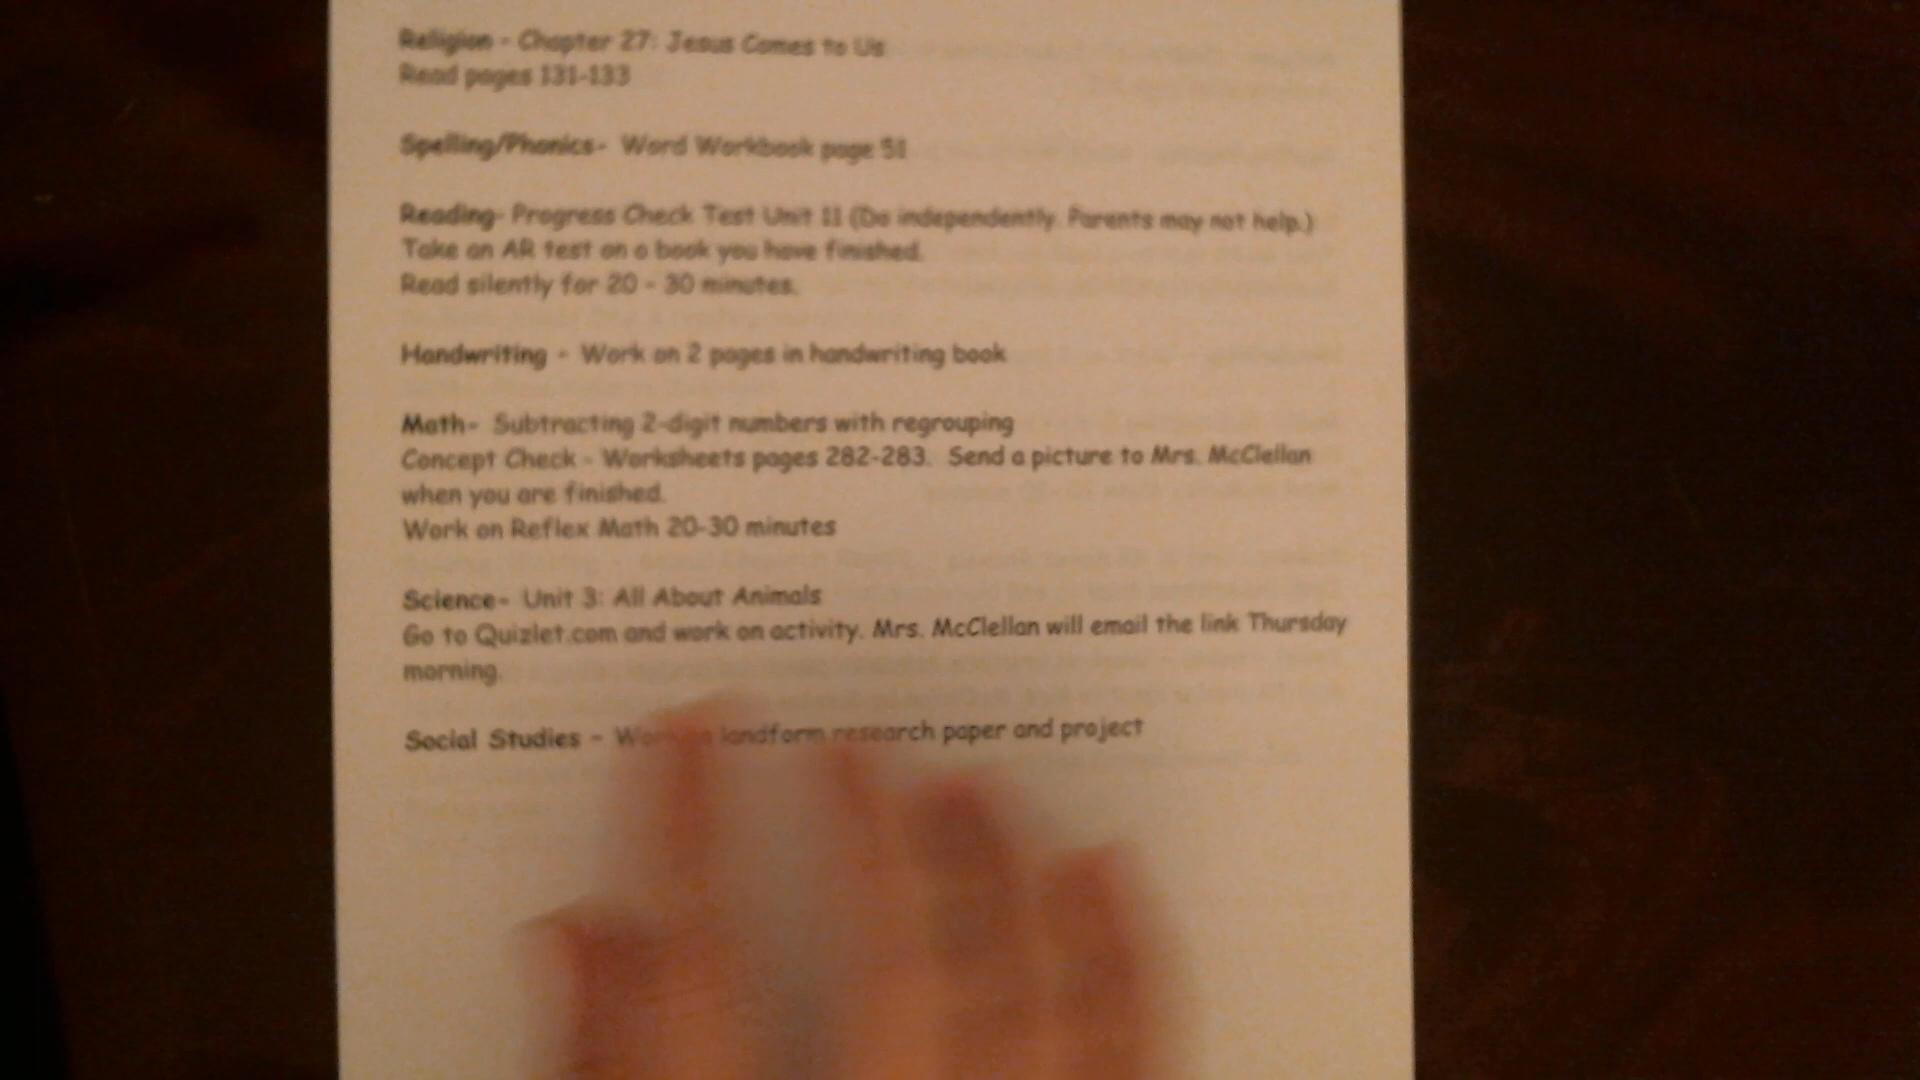 Religion - Chapter 27: Jesus Comes to Us
Read pages 131-133
Spelling/Phonics- Word Workbook page 51
Reading- Progress Check Test Unit 11 (Do independently. Parents may not help.)
Take an AR test on a book you have finished.
Read silently for 20 - 30 minutes.
Handwriting - Work on 2 pages in handwriting book
Math- Subtracting 2-digit numbers with regrouping
Concept Check - Worksheets pages 282-283. Send a picture to Mrs. McClellan
when you are finished.
Work on Reflex Math 20-30 minutes
Science- Unit 3: All About Animals
Go to Quizlet.com and work on activity. Mrs. McClellan will email the link Thursday
morning.
Social Studies - landform research paper and project